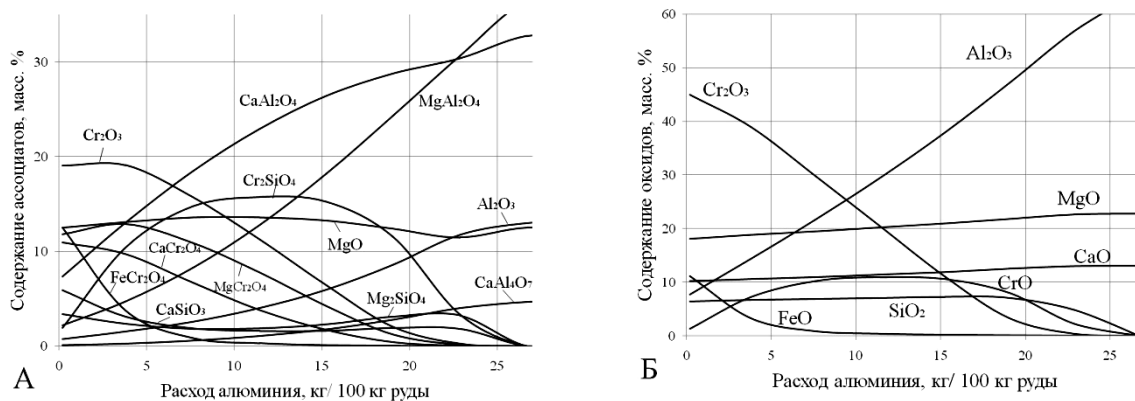 Содержание ассоциатов, масс. %
30
20
10
0
CaAl₂O₄
MgAl₂O₄
Cr₂O₃
Cr₂SiO₄
Al₂O₃
CaCr₂O₄
MgO
FeCr₂O₄
MgCr₂O₄
CaAl₄O₇
CaSiO₃
Mg₂SiO₄
0 5 10 15 20 25
А
Расход алюминия, кг/ 100 кг руды
Содержание оксидов, масс. %
60
50
40
30
20
10
0
Al₂O₃
Cr₂O₃
MgO
CaO
CrO
SiO₂
FeO
0 5 10 15 20 25
Б
Расход алюминия, кг/ 100 кг руды